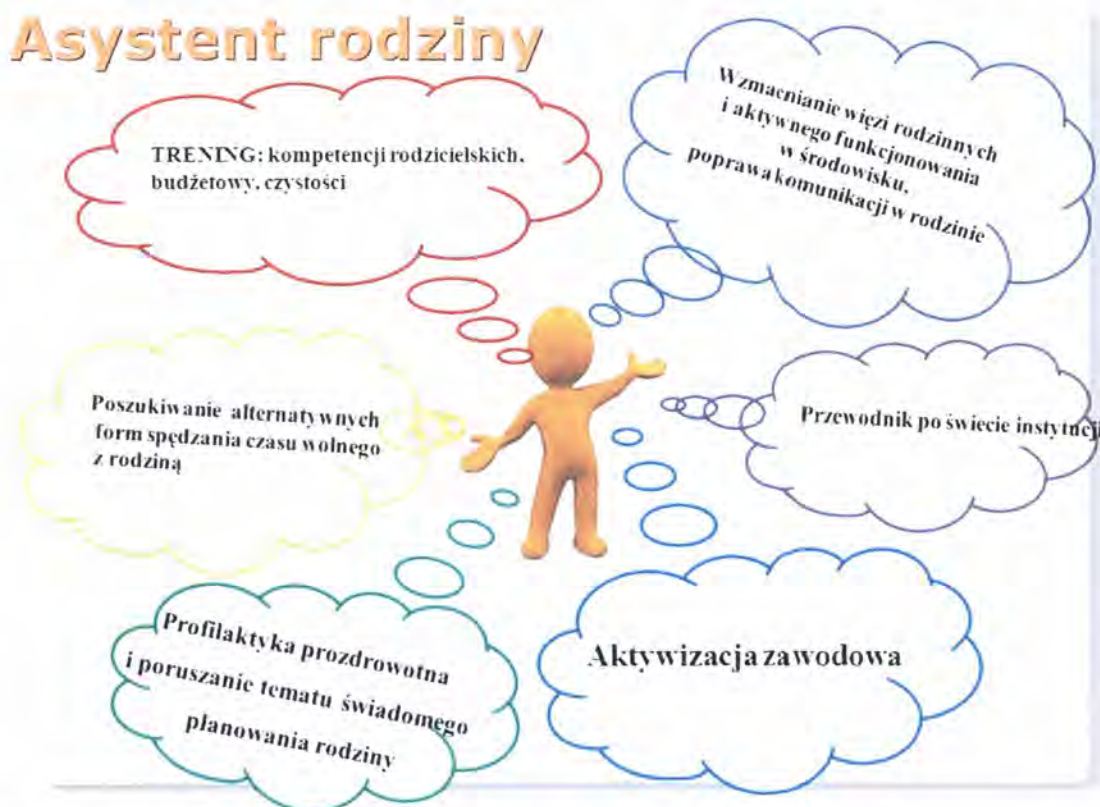 Asystent rodziny
TRENING: kompetencji rodzicielskich,
budżetowy, czystości
Wzmacnianie więzi rodzinnych
i aktywnego funkcjonowania
w środowisku,
poprawa komunikacji w rodzinie
Poszukiwanie alternatywnych
form spędzania czasu wolnego
z rodziną
Przewodnik po świecie instytucji
Profilaktyka prozdrowotna
i poruszanie tematu świadomego
planowania rodziny
Aktywizacja zawodowa